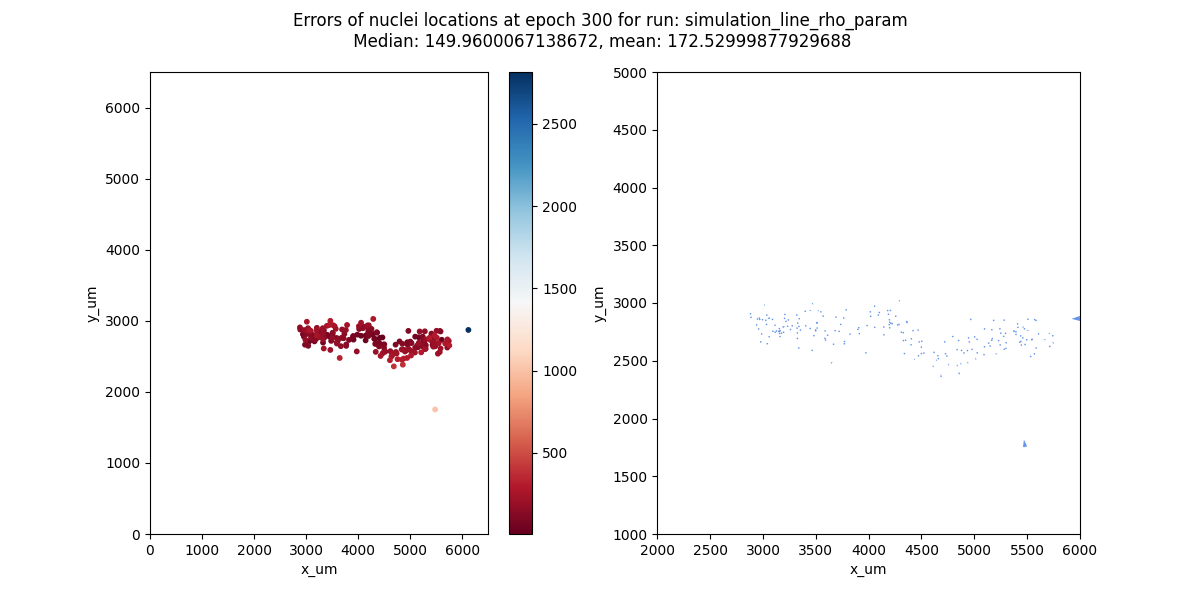 Errors of nuclei locations at epoch 300 for run: simulation_line_rho_param
Median: 149.9600067138672, mean: 172.52999877929688
6000
5000
4000
3000
2000
1000
0
y_um
0 1000 2000 3000 4000 5000 6000
x_um
2500
2000
1500
1000
500
5000
4500
4000
3500
3000
2500
2000
1500
1000
y_um
2000 2500 3000 3500 4000 4500 5000 5500 6000
x_um